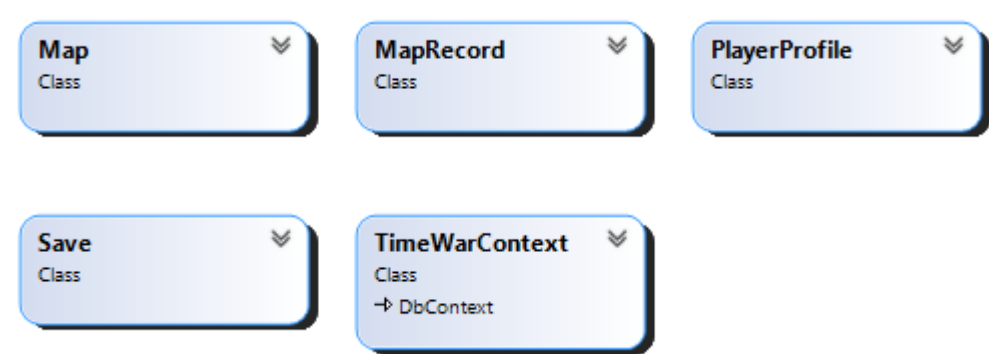 Map
Class
MapRecord
Class
PlayerProfile
Class
Save
Class
TimeWarContext
Class
DbContext